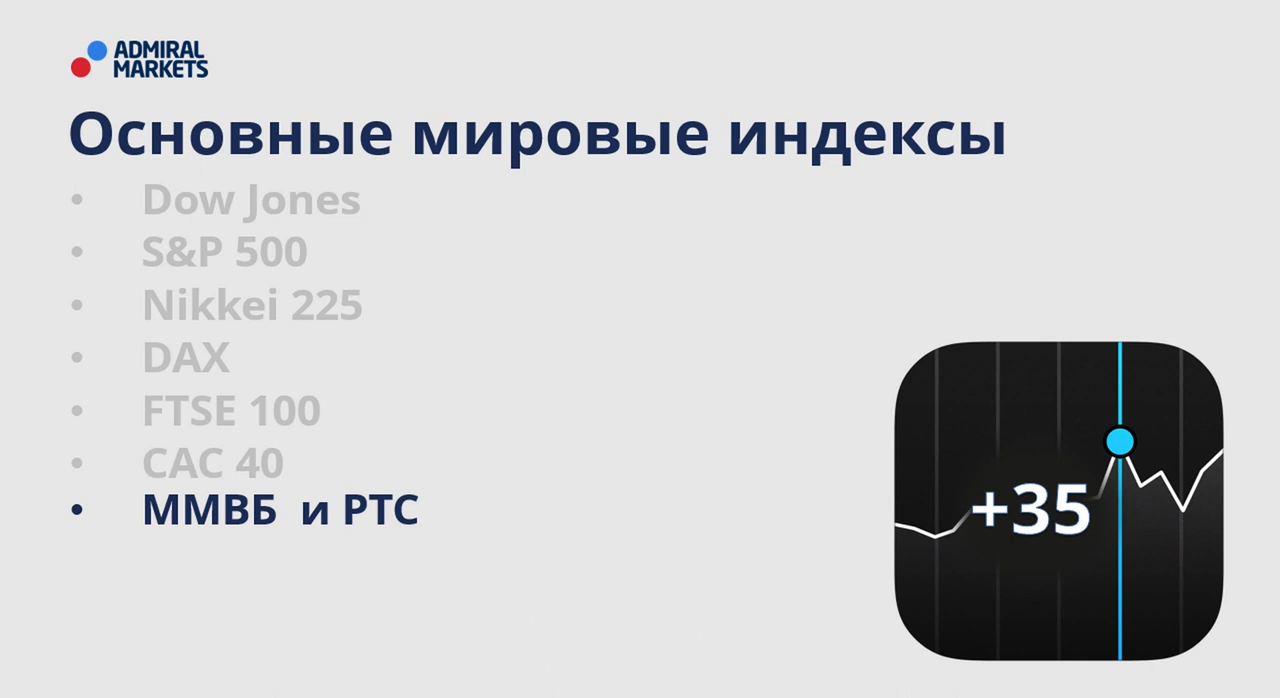 ADMIRAL
MARKETS
Основные мировые индексы
• Dow Jones
• S&P 500
• Nikkei 225
• DAX
• FTSE 100
• CAC 40
• ММВБ и РТС
+35